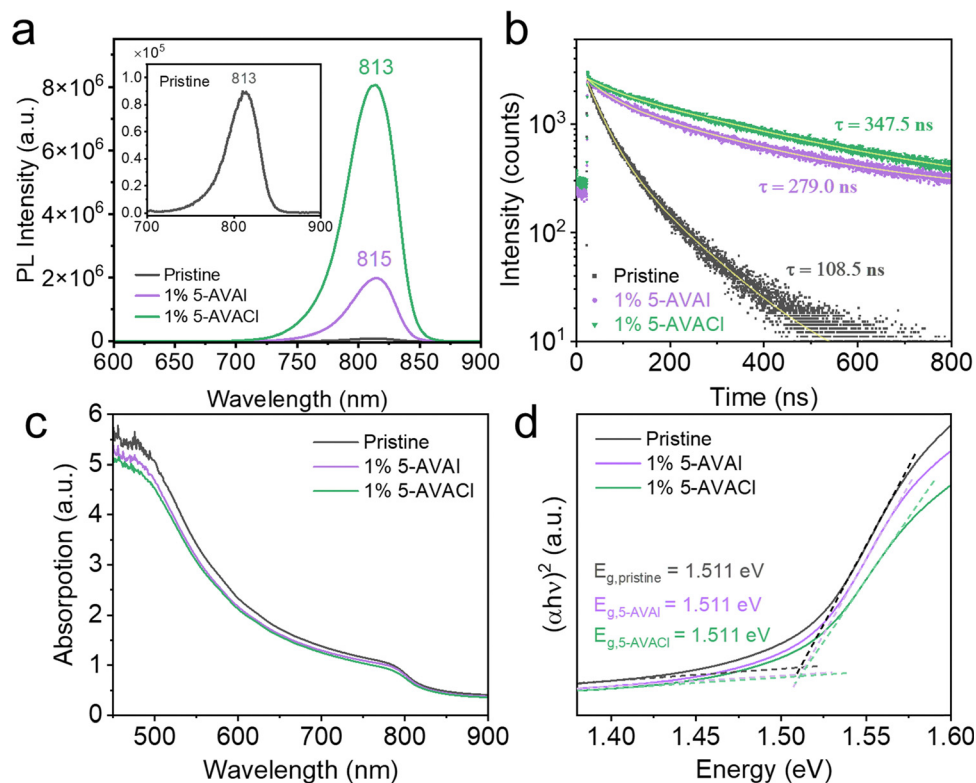 a
×10⁵
1.0
0.8
0.6
0.4
0.2
0.0
Pristine
813
700
800
900
813
815
8×10⁶
6×10⁶
4×10⁶
2×10⁶
0
PL Intensity (a.u.)
Pristine
1% 5-AVAI
1% 5-AVACl
600 650 700 750 800 850 900
Wavelength (nm)
b
10³
10²
10¹
Intensity (counts)
τ = 347.5 ns
τ = 279.0 ns
τ = 108.5 ns
Pristine
1% 5-AVAI
1% 5-AVACl
0 200 400 600 800
Time (ns)
c
6
5
4
3
2
1
0
Absorpotion (a.u.)
Pristine
1% 5-AVAI
1% 5-AVACl
500 550 600 650 700 750 800 850 900
Wavelength (nm)
d
(αhν)² (a.u.)
Pristine
1% 5-AVAI
1% 5-AVACl
E_g,pristine = 1.511 eV
E_g,5-AVAI = 1.511 eV
E_g,5-AVACl = 1.511 eV
1.40 1.45 1.50 1.55 1.60
Energy (eV)